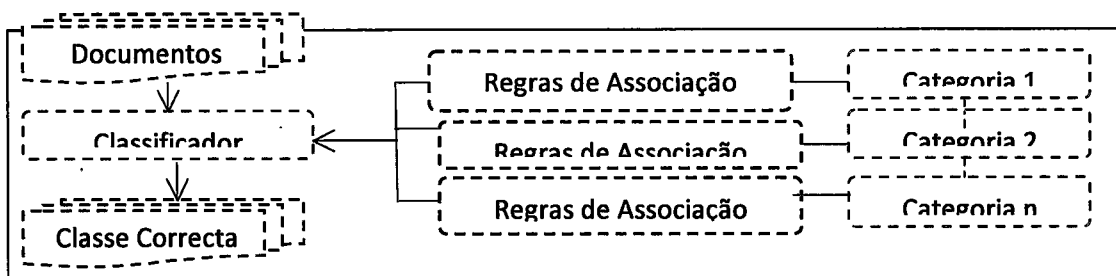 Documentos
Regras de Associação
Categoria 1
Classificador
Regras de Associação
Categoria 2
Regras de Associação
Categoria n
Classe Correcta